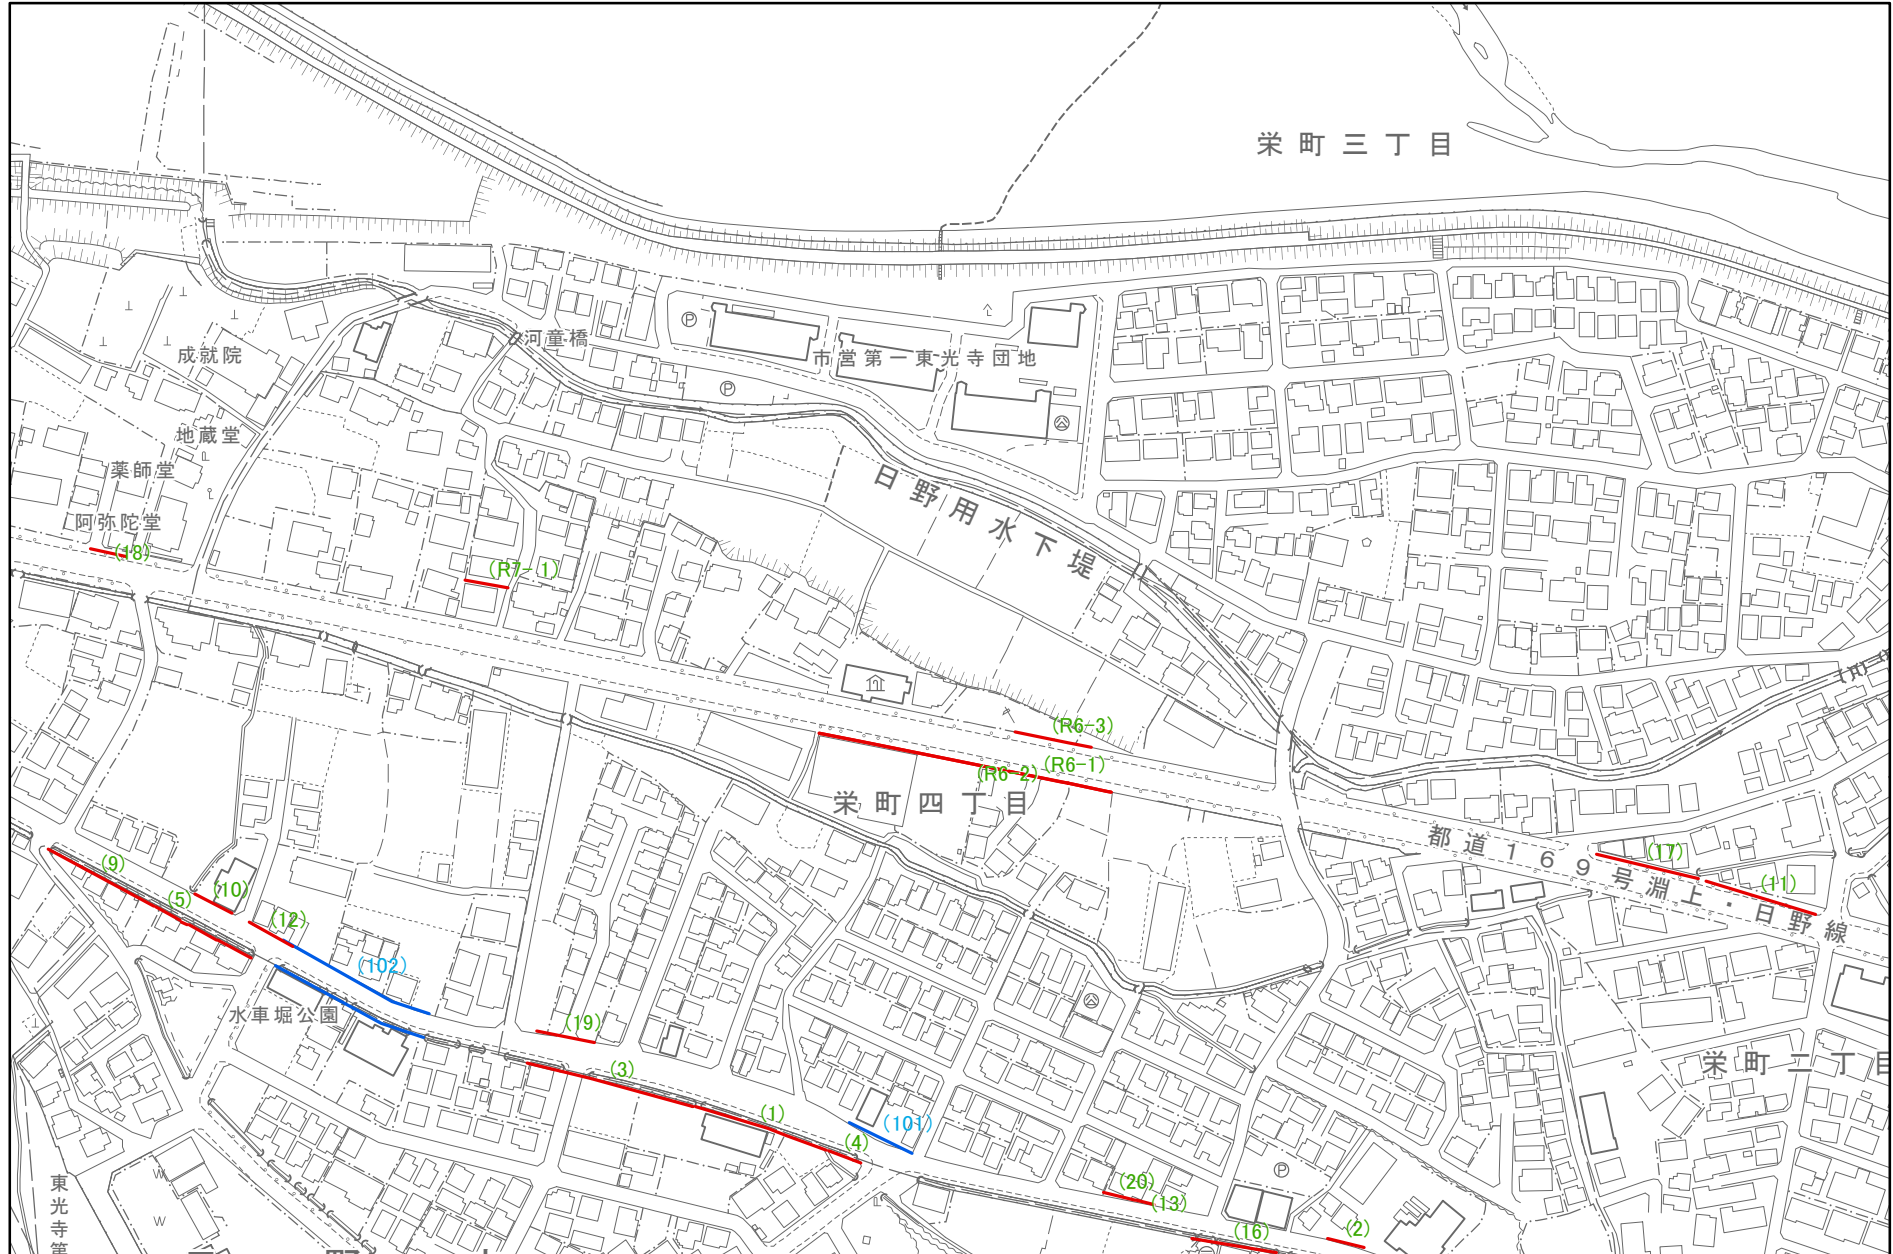 栄町三丁目
河童橋
成就院
市営第一東光寺団地
地蔵堂
薬師堂
日野用水下堤
阿弥陀堂
(18)
(R7-1)
(R6-3)
(R6-1)
(R6-2)
栄町四丁目
都道169号淵上・日野線
(17)
(11)
(9)
(5)
(10)
(12)
(102)
水車堀公園
(19)
(3)
(1)
(4)
(101)
栄町二丁目
(20)
(13)
(16)
(2)
東光寺第
P
P
P
W
W